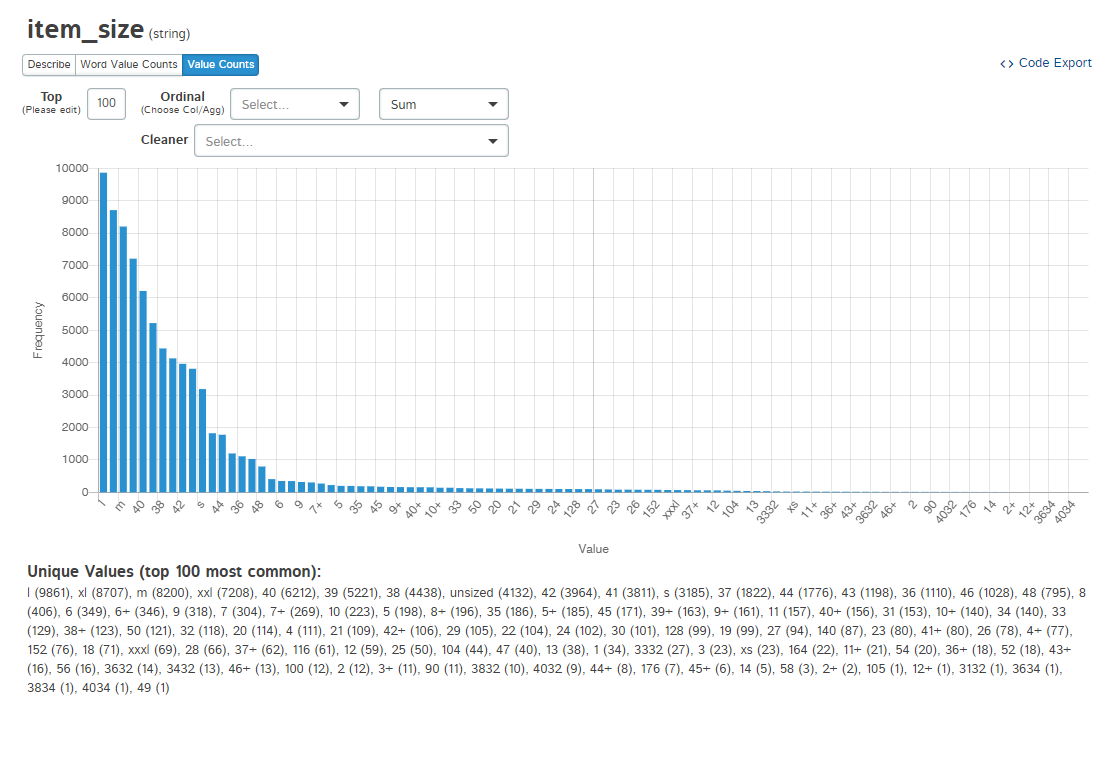 item_size (string)
Describe Word Value Counts Value Counts
<> Code Export
Top Ordinal
(Please edit) 100 (Choose Col/Agg) Select... Sum
Cleaner Select...
10000
9000
8000
7000
6000
5000
4000
3000
2000
1000
0
Frequency
l m 40 38 42 s 44 36 48 6 9 7+ 5 35 45 9+ 40+ 10+ 33 50 20 21 29 24 128 27 23 26 152 xxxl 37+ 12 104 13 3332 xs 11+ 36+ 43+ 3632 46+ 2 90 4032 176 14 2+ 12+ 3634 4034
Value
Unique Values (top 100 most common):
l (9861), xl (8707), m (8200), xxl (7208), 40 (6212), 39 (5221), 38 (4438), unsized (4132), 42 (3964), 41 (3811), s (3185), 37 (1822), 44 (1776), 43 (1198), 36 (1110), 46 (1028), 48 (795), 8
(406), 6 (349), 6+ (346), 9 (318), 7 (304), 7+ (269), 10 (223), 5 (198), 8+ (196), 35 (186), 5+ (185), 45 (171), 39+ (163), 9+ (161), 11 (157), 40+ (156), 31 (153), 10+ (140), 34 (140), 33
(129), 38+ (123), 50 (121), 32 (118), 20 (114), 4 (111), 21 (109), 42+ (106), 29 (105), 22 (104), 24 (102), 30 (101), 128 (99), 19 (99), 27 (94), 140 (87), 23 (80), 41+ (80), 26 (78), 4+ (77),
152 (76), 18 (71), xxxl (69), 28 (66), 37+ (62), 116 (61), 12 (59), 25 (50), 104 (44), 47 (40), 13 (38), 1 (34), 3332 (27), 3 (23), xs (23), 164 (22), 11+ (21), 54 (20), 36+ (18), 52 (18), 43+
(16), 56 (16), 3632 (14), 3432 (13), 46+ (13), 100 (12), 2 (12), 3+ (11), 90 (11), 3832 (10), 4032 (9), 44+ (8), 176 (7), 45+ (6), 14 (5), 58 (3), 2+ (2), 105 (1), 12+ (1), 3132 (1), 3634 (1),
3834 (1), 4034 (1), 49 (1)